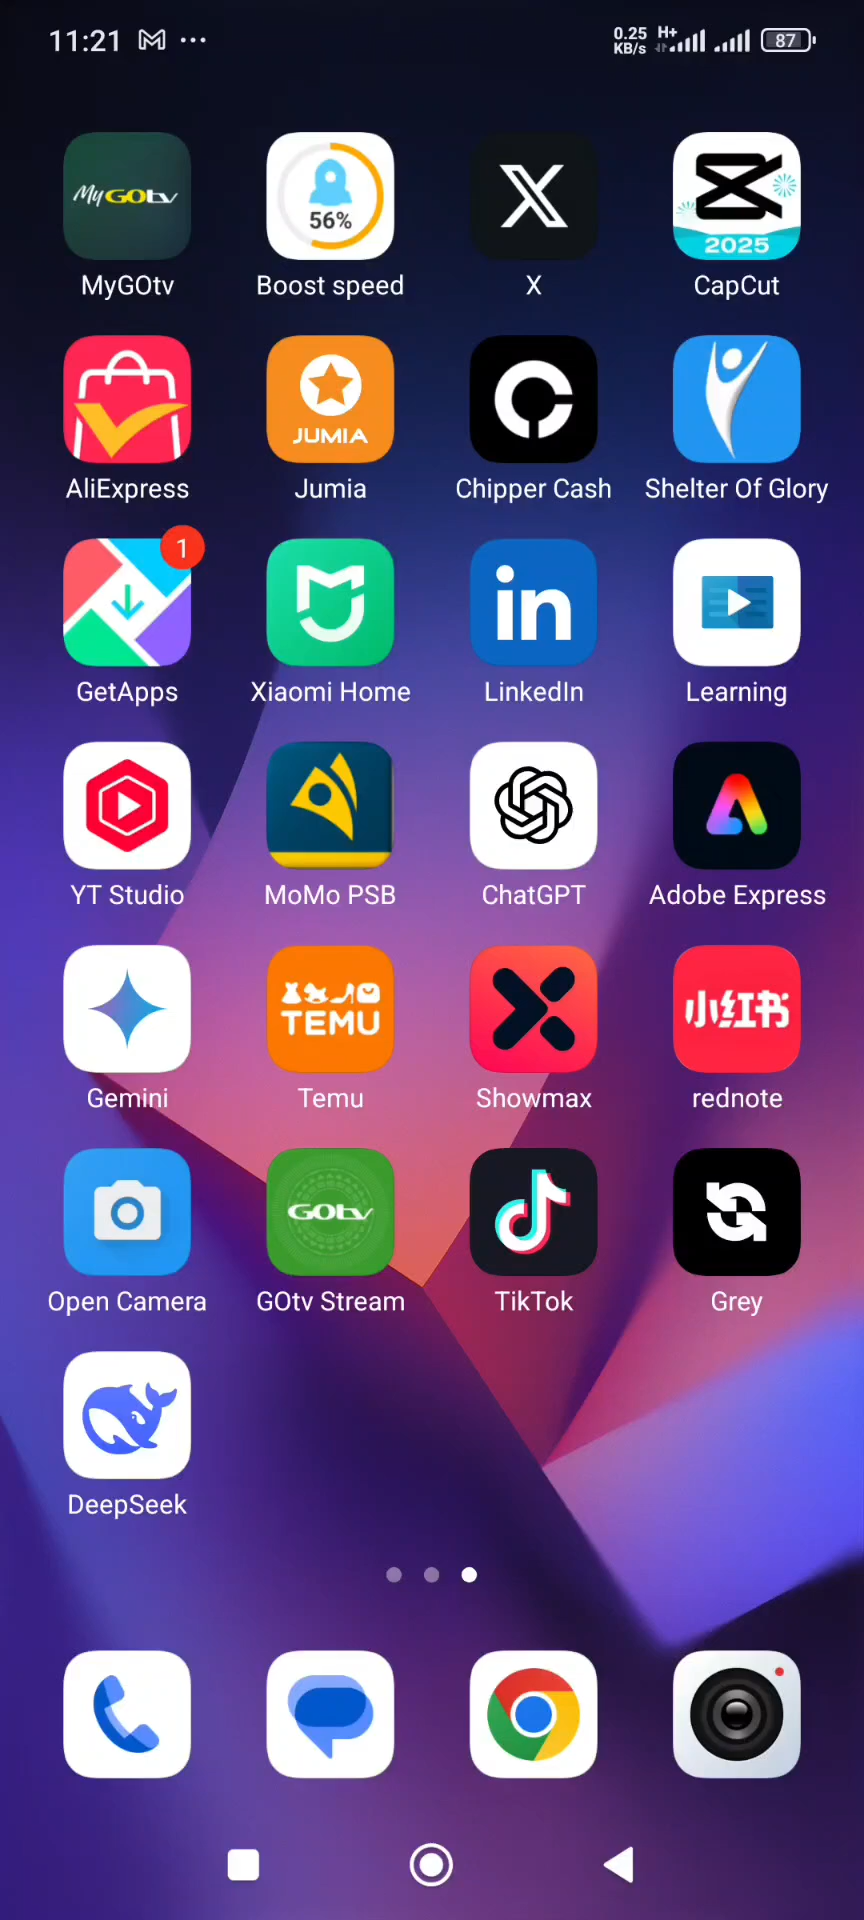 11:21 ... 0.25 KB/s H+ 87
My GOtv 56% 2025
MyGOtv Boost speed X CapCut
JUMIA
AliExpress Jumia Chipper Cash Shelter Of Glory
1 in
GetApps Xiaomi Home LinkedIn Learning
YT Studio MoMo PSB ChatGPT Adobe Express
TEMU 小红书
Gemini Temu Showmax rednote
GOtv
Open Camera GOtv Stream TikTok Grey
DeepSeek